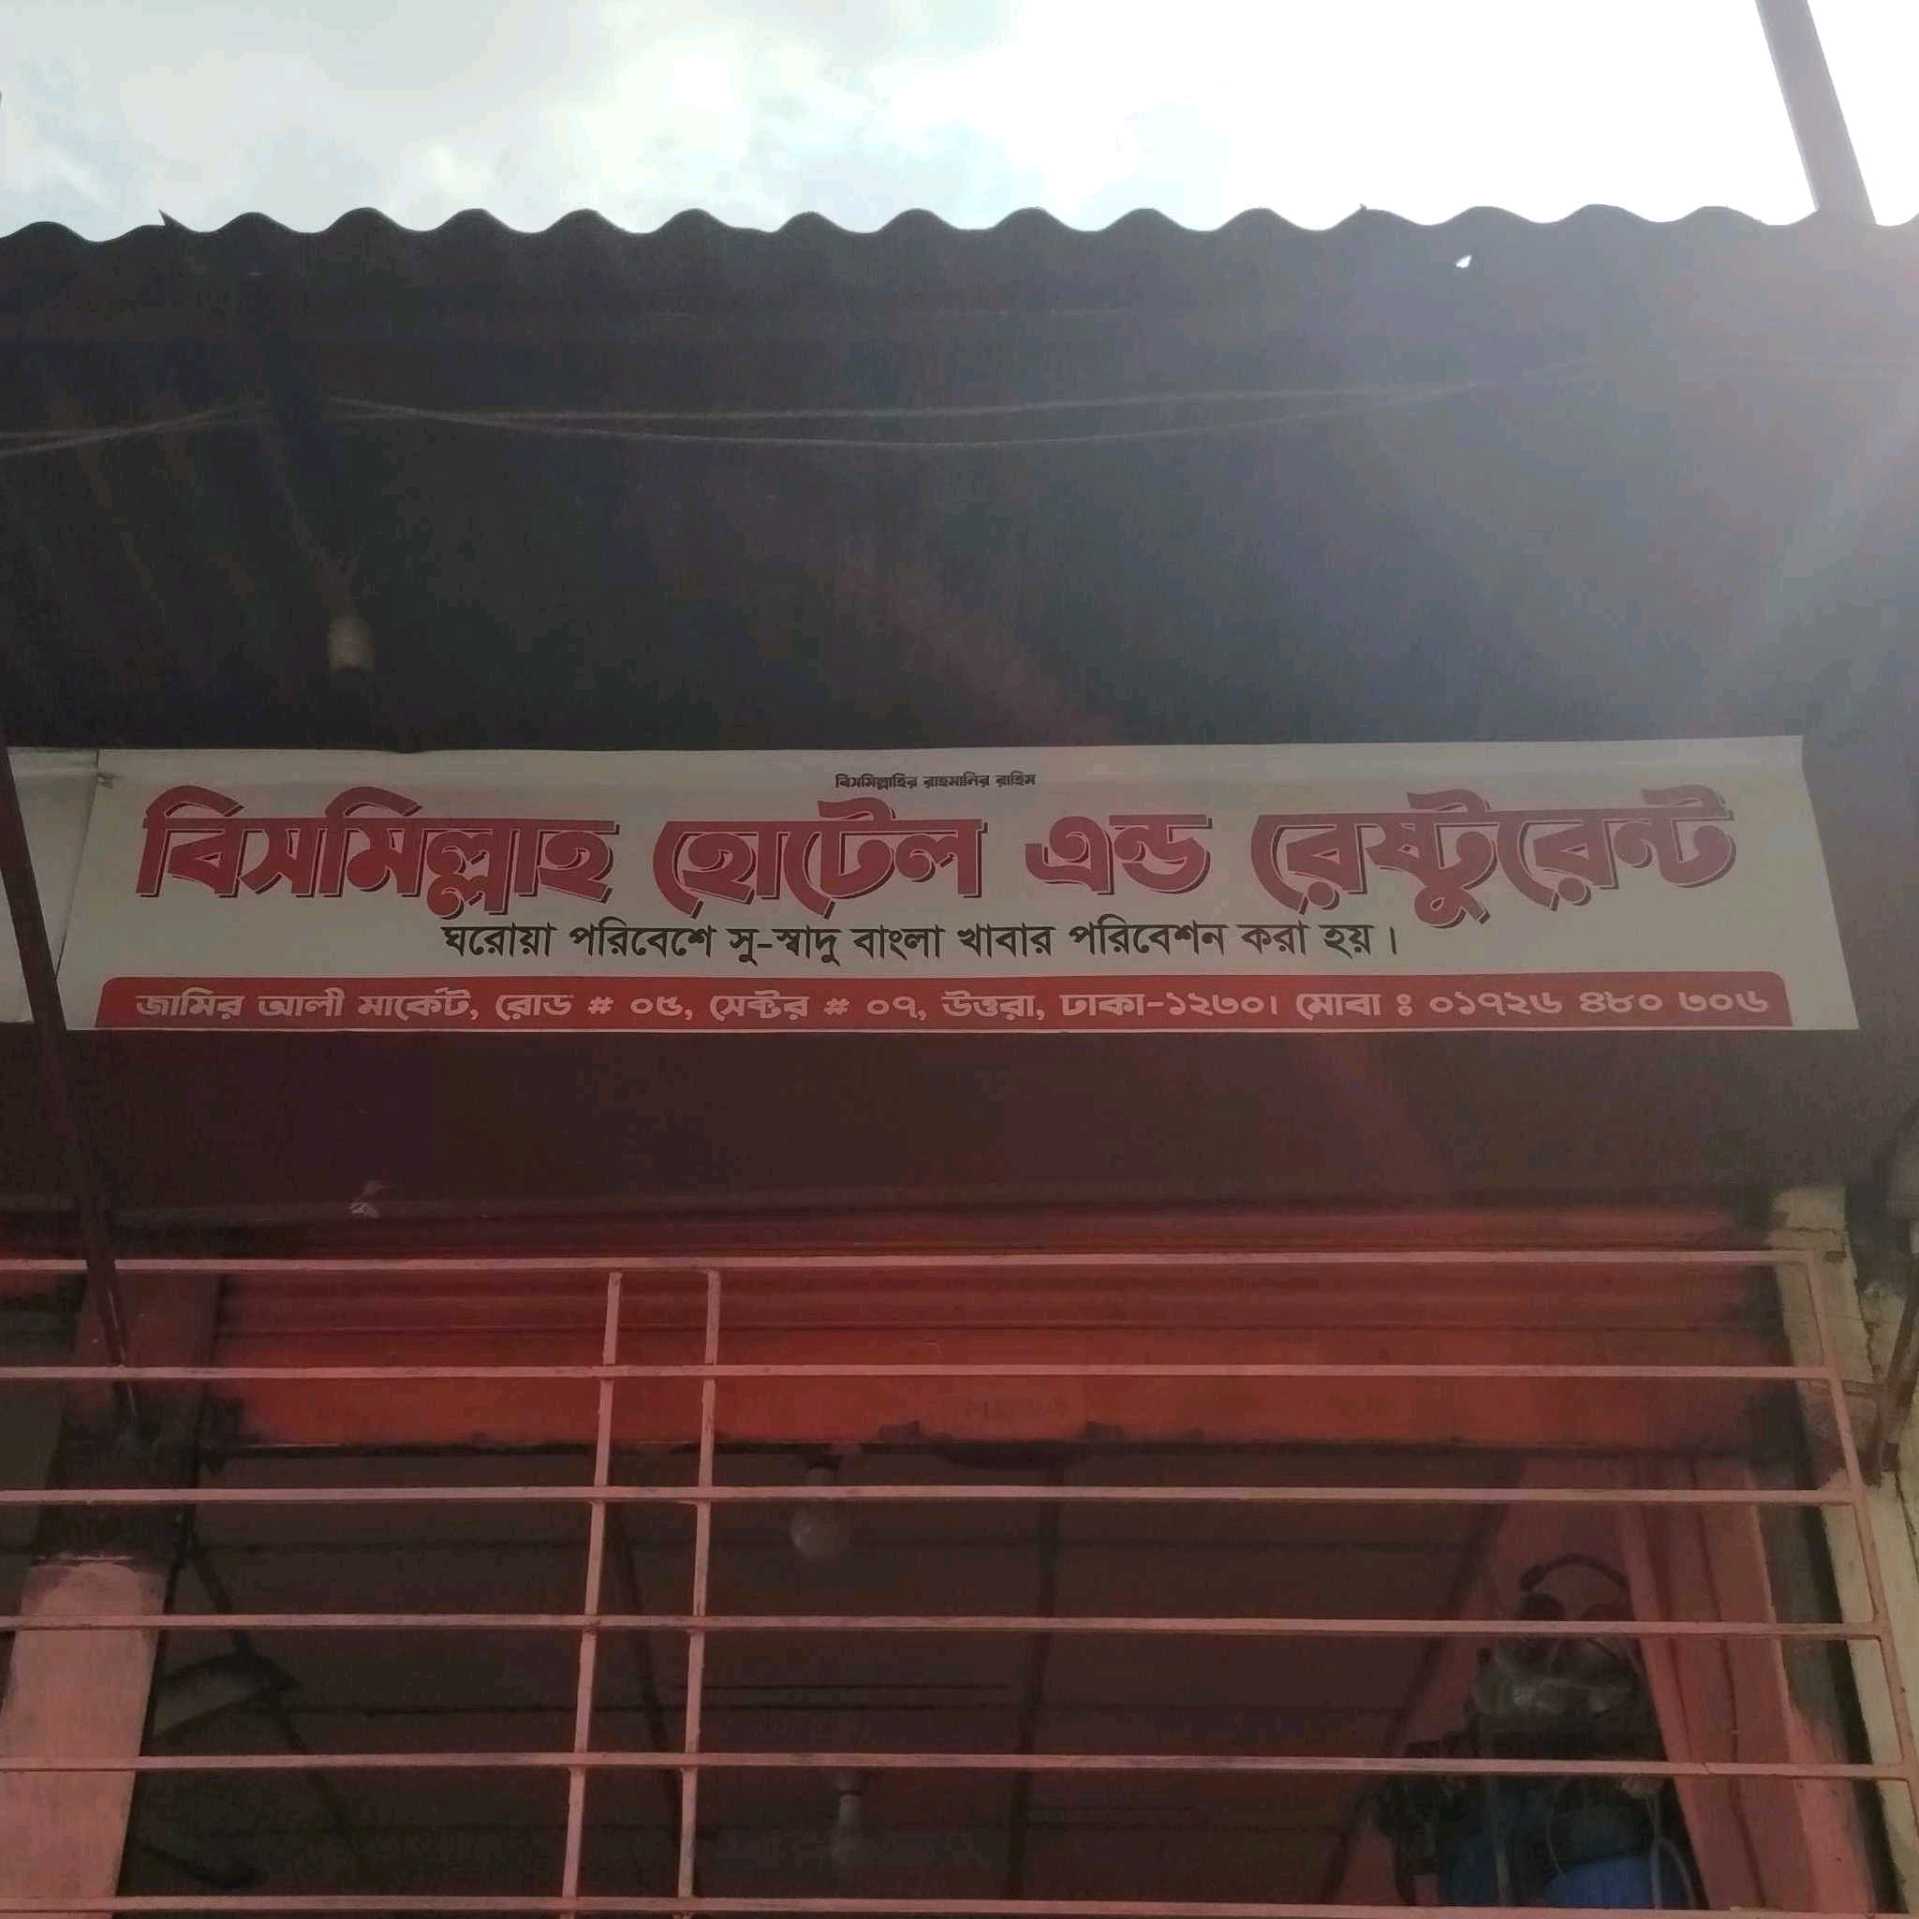 বিসমিল্লাহির রাহমানির রাহিম
বিসমিল্লাহ হোটেল এন্ড রেষ্টুরেন্ট
ঘরোয়া পরিবেশে সু-স্বাদু বাংলা খাবার পরিবেশন করা হয়।
জামির আলী মার্কেট, রোড # ০৫, সেক্টর # ০৭, উত্তরা, ঢাকা-১২৩০। মোবা ঃ ০১৭২৬ ৪৮০ ৩০৬